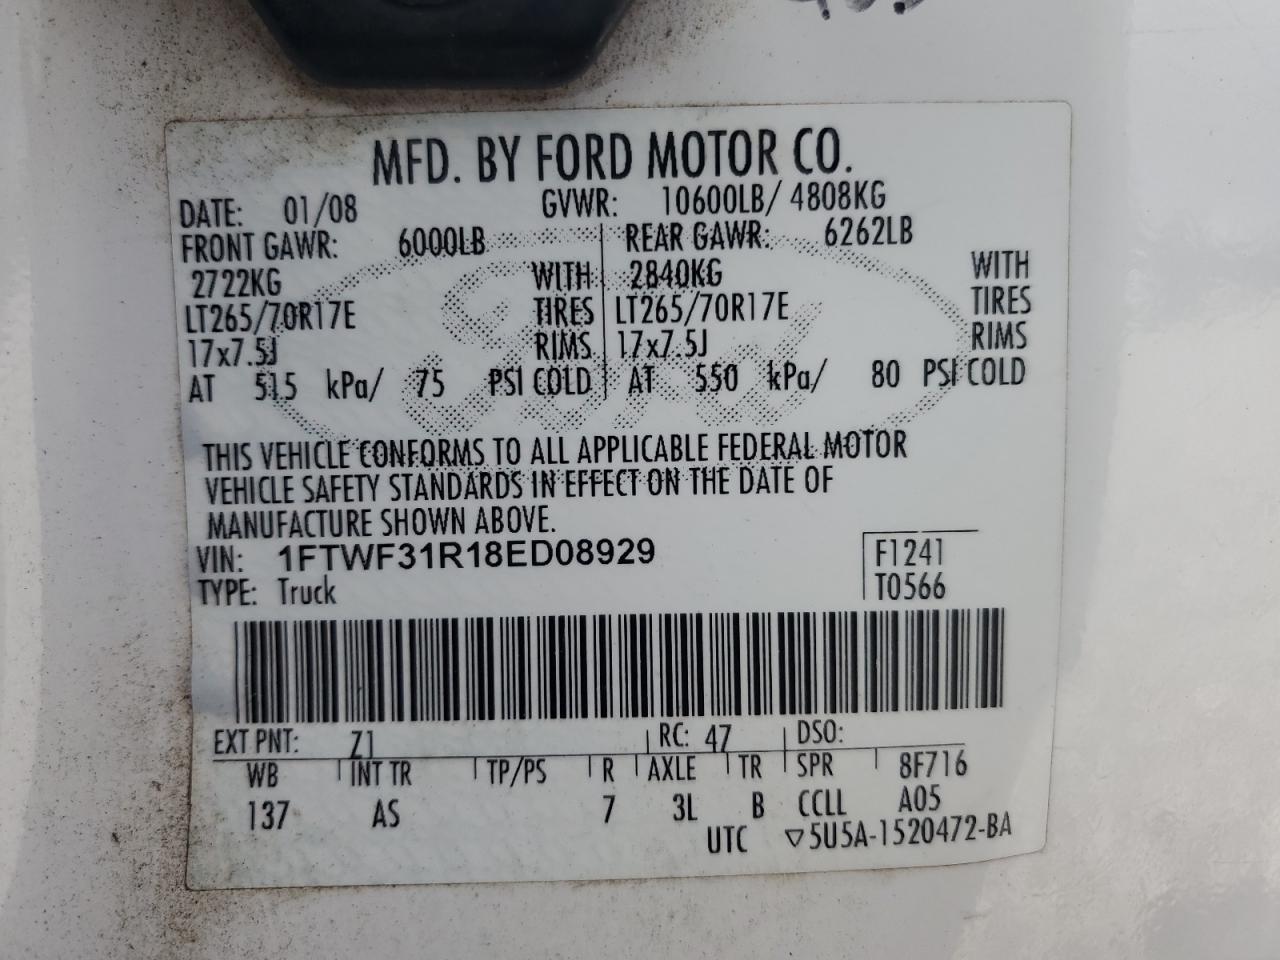 MFD. BY FORD MOTOR CO.
DATE: 01/08 GVWR: 10600LB/ 4808KG
FRONT GAWR: 6000LB REAR GAWR: 6262LB
2722KG WITH 2840KG WITH
LT265/70R17E TIRES LT265/70R17E TIRES
17x7.5J RIMS 17x7.5J RIMS
AT 515 kPa/ 75 PSI COLD AT 550 kPa/ 80 PSI COLD
THIS VEHICLE CONFORMS TO ALL APPLICABLE FEDERAL MOTOR
VEHICLE SAFETY STANDARDS IN EFFECT ON THE DATE OF
MANUFACTURE SHOWN ABOVE.
VIN: 1FTWF31R18ED08929 F1241
TYPE: Truck T0566
EXT PNT: Z1 RC: 47 DSO:
WB INT TR TP/PS R AXLE TR SPR 8F716
137 AS 7 3L B CCLL A05
UTC ▽5U5A-1520472-BA